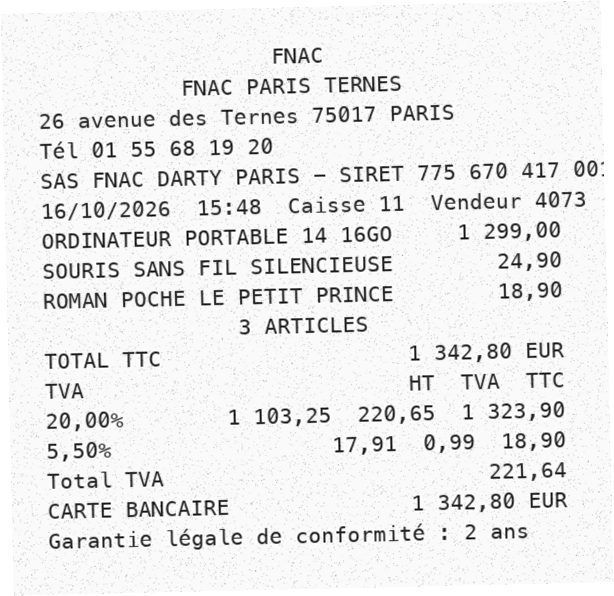 FNAC
FNAC PARIS TERNES
26 avenue des Ternes 75017 PARIS
Tél 01 55 68 19 20
SAS FNAC DARTY PARIS – SIRET 775 670 417 001
16/10/2026 15:48 Caisse 11 Vendeur 4073
ORDINATEUR PORTABLE 14 16GO 1 299,00
SOURIS SANS FIL SILENCIEUSE 24,90
ROMAN POCHE LE PETIT PRINCE 18,90
3 ARTICLES
TOTAL TTC 1 342,80 EUR
TVA HT TVA TTC
20,00% 1 103,25 220,65 1 323,90
5,50% 17,91 0,99 18,90
Total TVA 221,64
CARTE BANCAIRE 1 342,80 EUR
Garantie légale de conformité : 2 ans